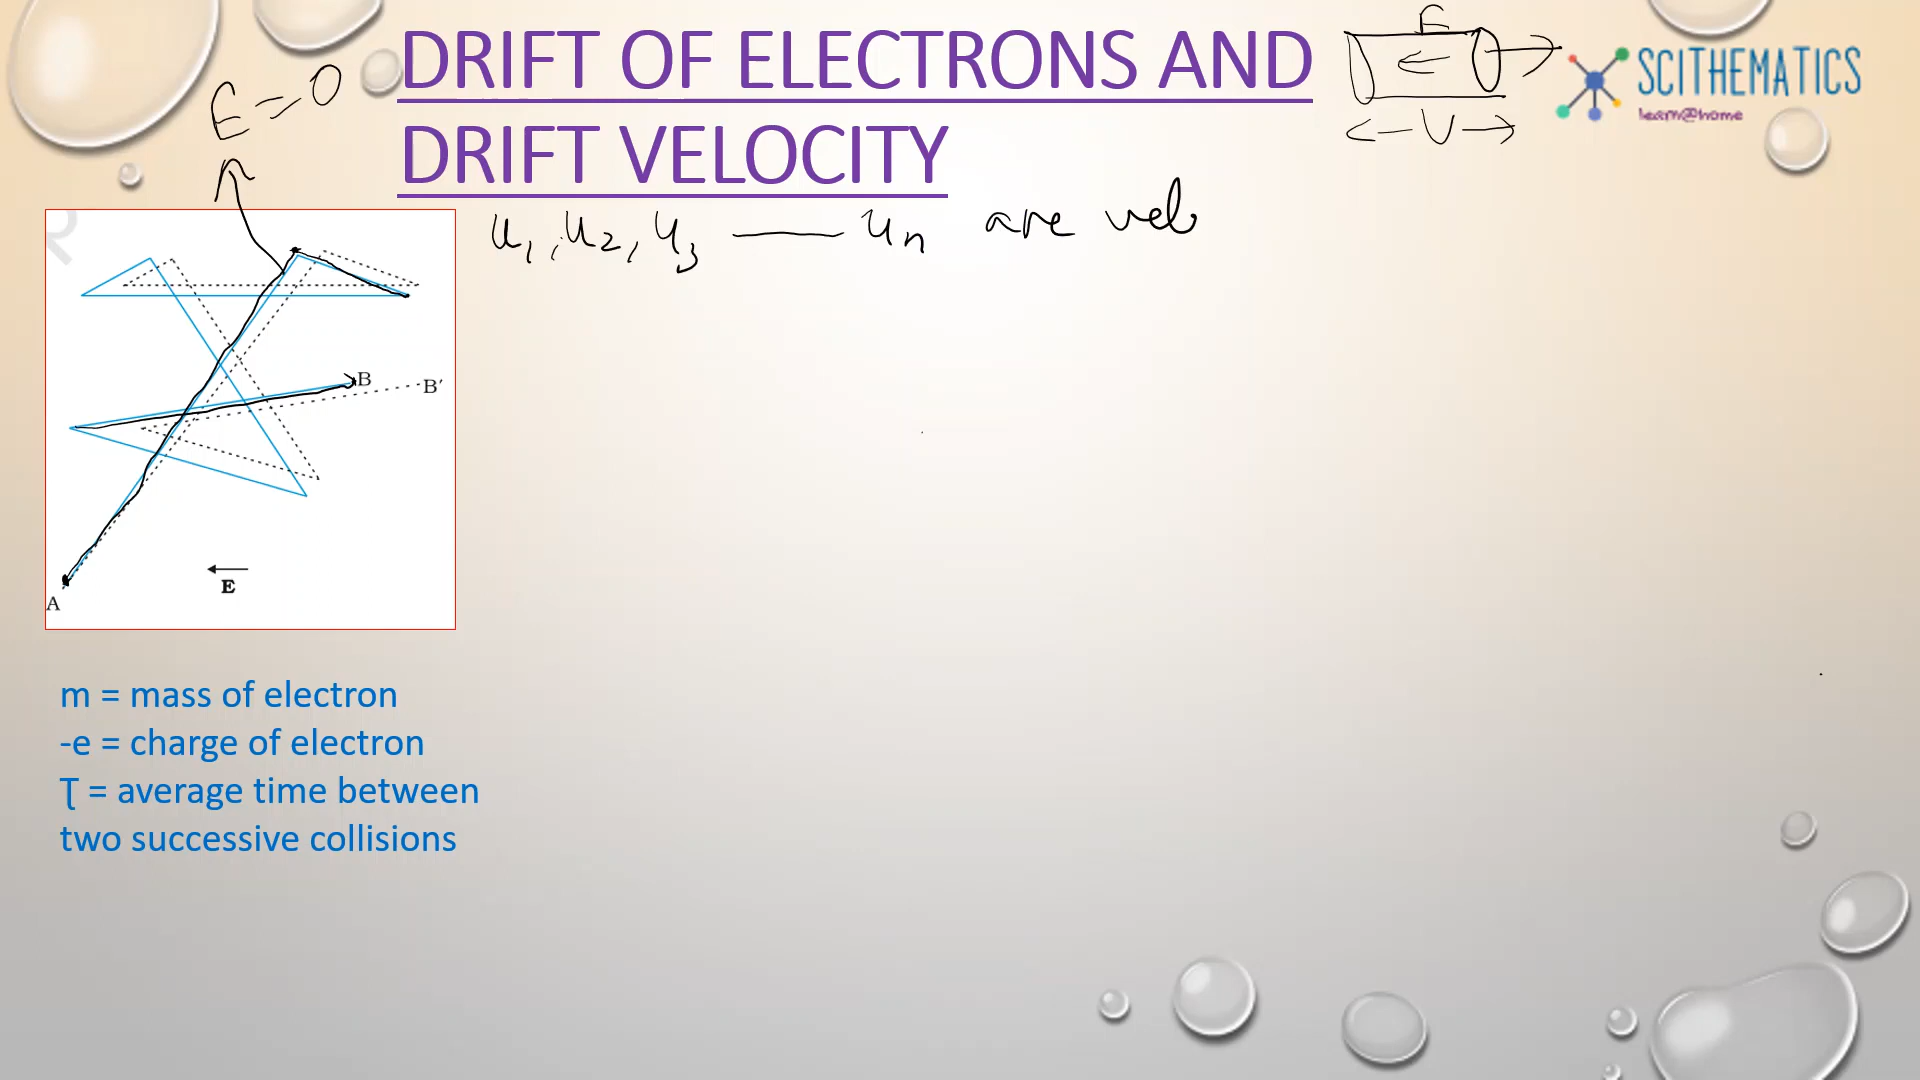 DRIFT OF ELECTRONS AND
DRIFT VELOCITY
E = 0
E
E
← V →
SCITHEMATICS
learn@home
u1, u2, u3 —— un are velo
B
B′
E
A
m = mass of electron
-e = charge of electron
Ʈ = average time between
two successive collisions